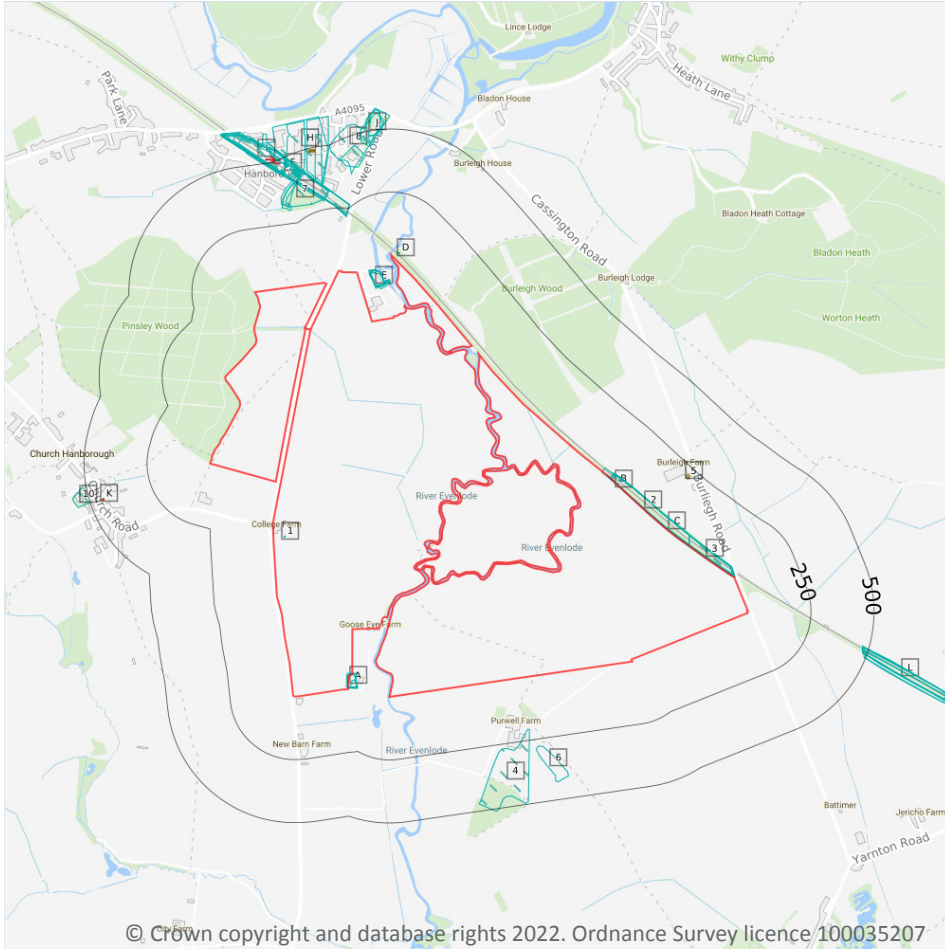 Lince Lodge
Withy Clump
Heath Lane
Park Lane
A4095
Bladon House
J
H
E
Lower Road
Hanboro
7
Burleigh House
Cassington Road
Bladon Heath Cottage
D
Bladon Heath
E
Burleigh Lodge
Burleigh Wood
Worton Heath
Pinsley Wood
Church Hanborough
10
K
Church Road
Burleigh Farm
5
B
2
C
3
Burliegh Road
River Evenlode
College Farm
1
River Evenlode
250
500
Goose Eye Farm
A
L
Purwell Farm
New Barn Farm
River Evenlode
6
4
Battimer
Jericho Farm
Yarnton Road
© Crown copyright and database rights 2022. Ordnance Survey licence 100035207